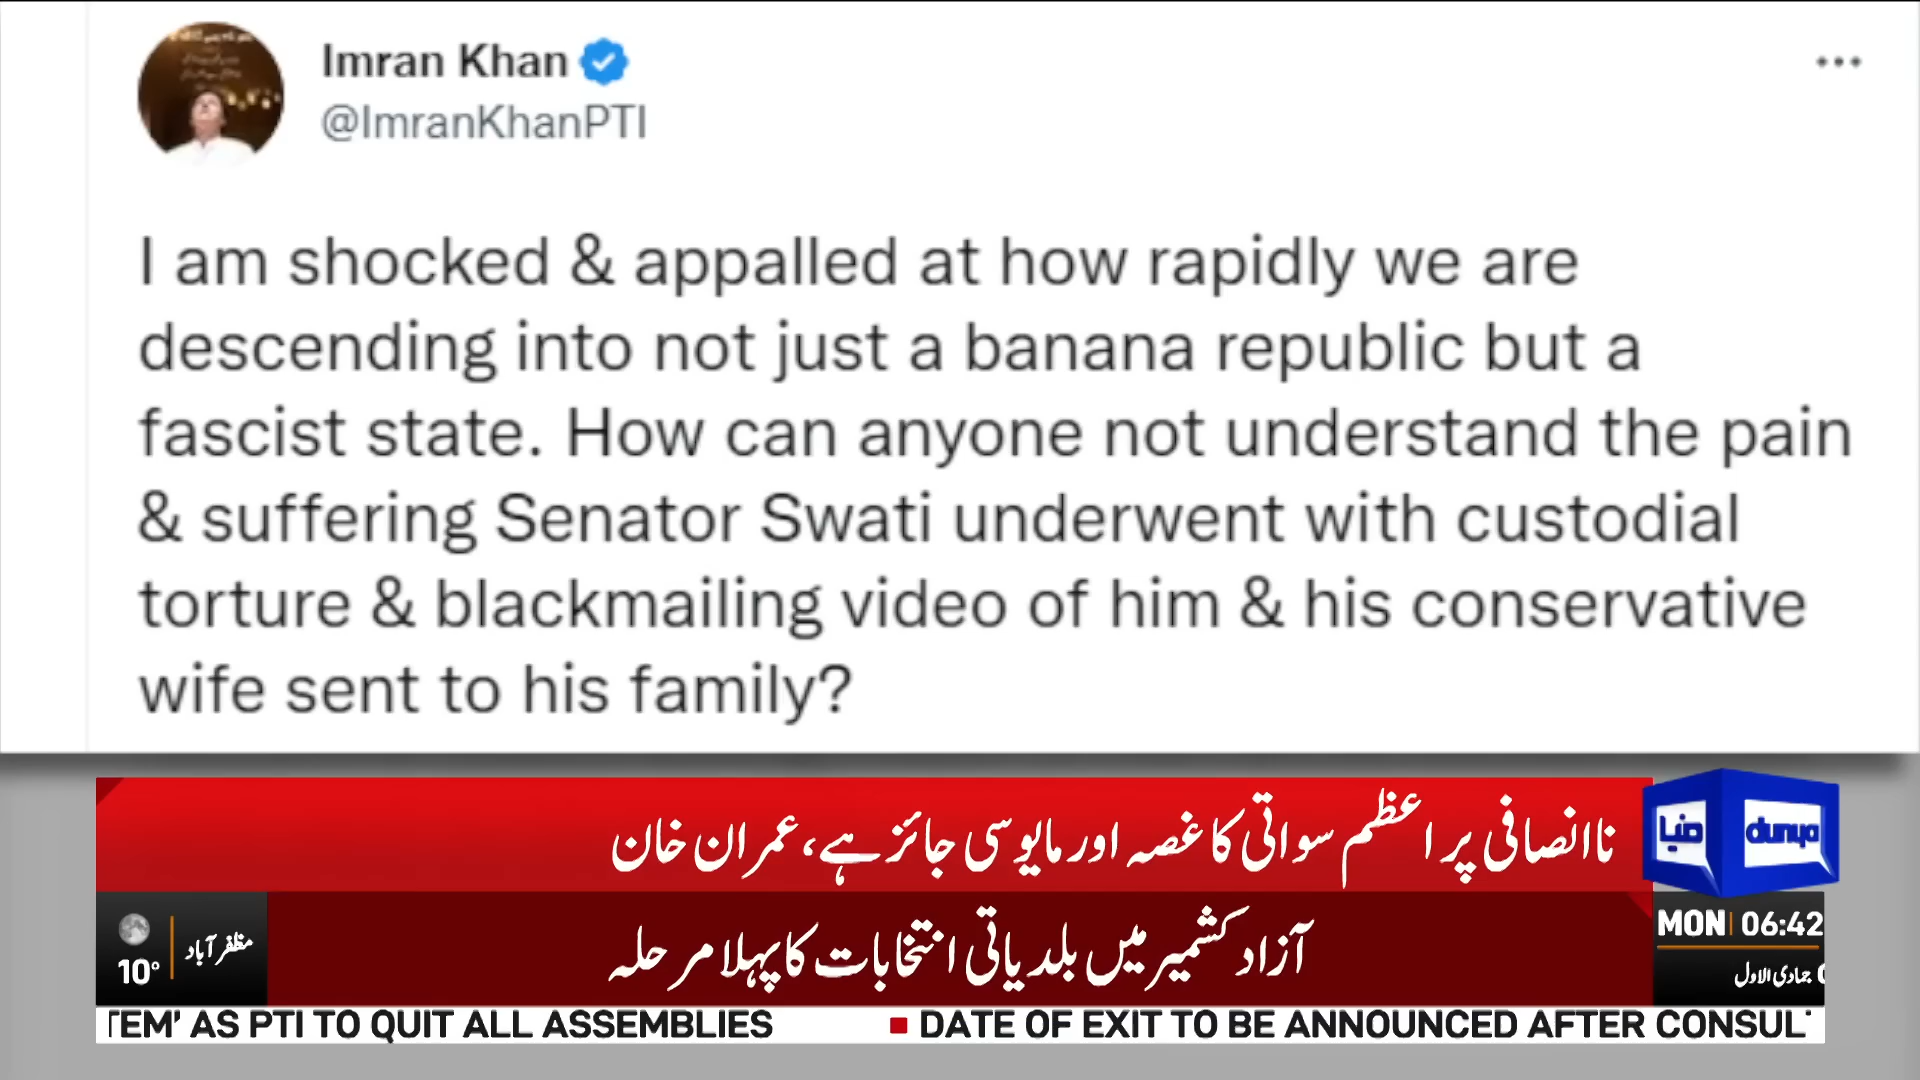 Imran Khan
@ImranKhanPTI
I am shocked & appalled at how rapidly we are
descending into not just a banana republic but a
fascist state. How can anyone not understand the pain
& suffering Senator Swati underwent with custodial
torture & blackmailing video of him & his conservative
wife sent to his family?
ناانصافی پر اعظم سواتی کا غصہ اور مایوسی جائز ہے، عمران خان
دنیا dunya
آزاد کشمیر میں بلدیاتی انتخابات کا پہلا مرحلہ
مظفر آباد
10°
MON 06:42
جمادی الاول
TEM' AS PTI TO QUIT ALL ASSEMBLIES ■ DATE OF EXIT TO BE ANNOUNCED AFTER CONSUL